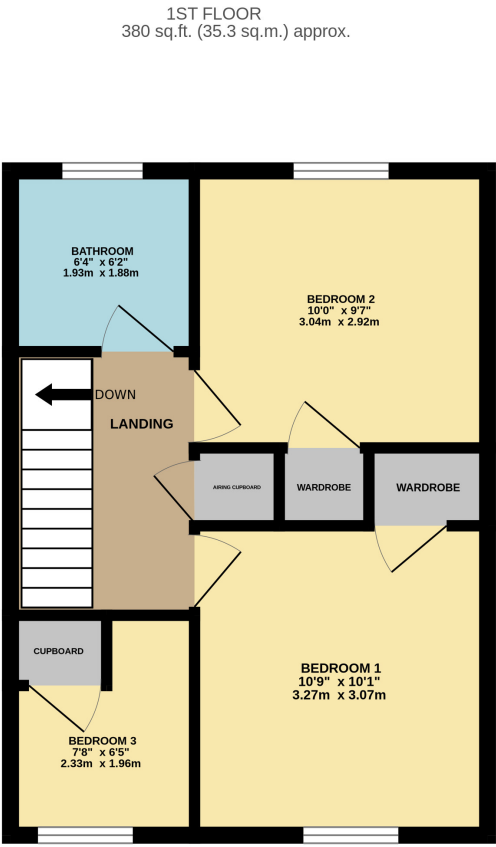 1ST FLOOR
380 sq.ft. (35.3 sq.m.) approx.
BATHROOM
6'4" x 6'2"
1.93m x 1.88m
BEDROOM 2
10'0" x 9'7"
3.04m x 2.92m
DOWN
LANDING
AIRING CUPBOARD
WARDROBE
WARDROBE
CUPBOARD
BEDROOM 1
10'9" x 10'1"
3.27m x 3.07m
BEDROOM 3
7'8" x 6'5"
2.33m x 1.96m